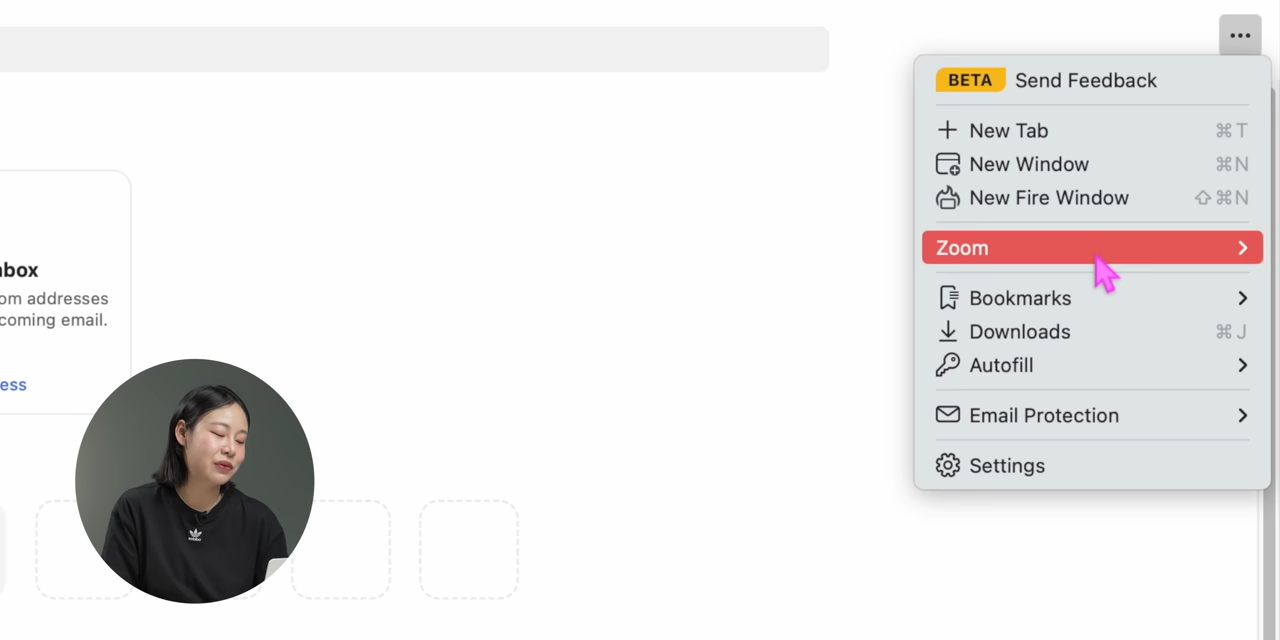 BETA Send Feedback
New Tab ⌘T
New Window ⌘N
New Fire Window ⇧⌘N
Zoom
Bookmarks
Downloads ⌘J
Autofill
Email Protection
Settings
nbox
om addresses
coming email.
ess